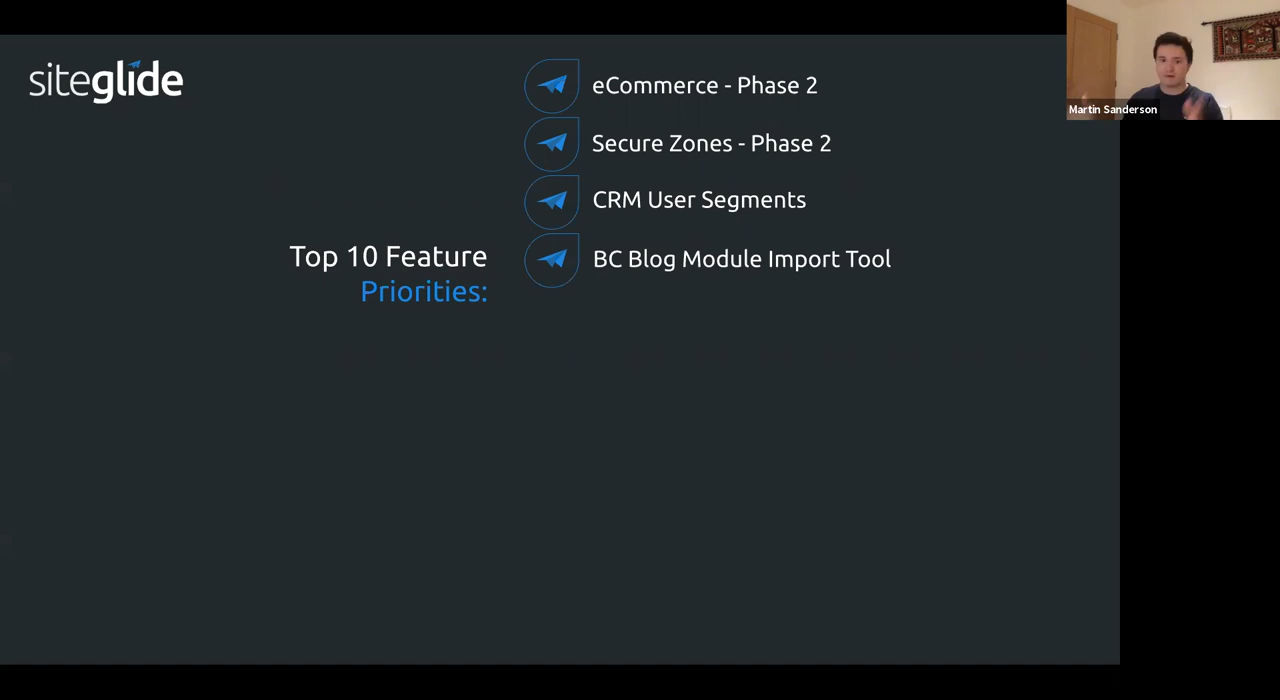 siteglide
eCommerce - Phase 2
Secure Zones - Phase 2
CRM User Segments
BC Blog Module Import Tool
Top 10 Feature
Priorities:
Martin Sanderson